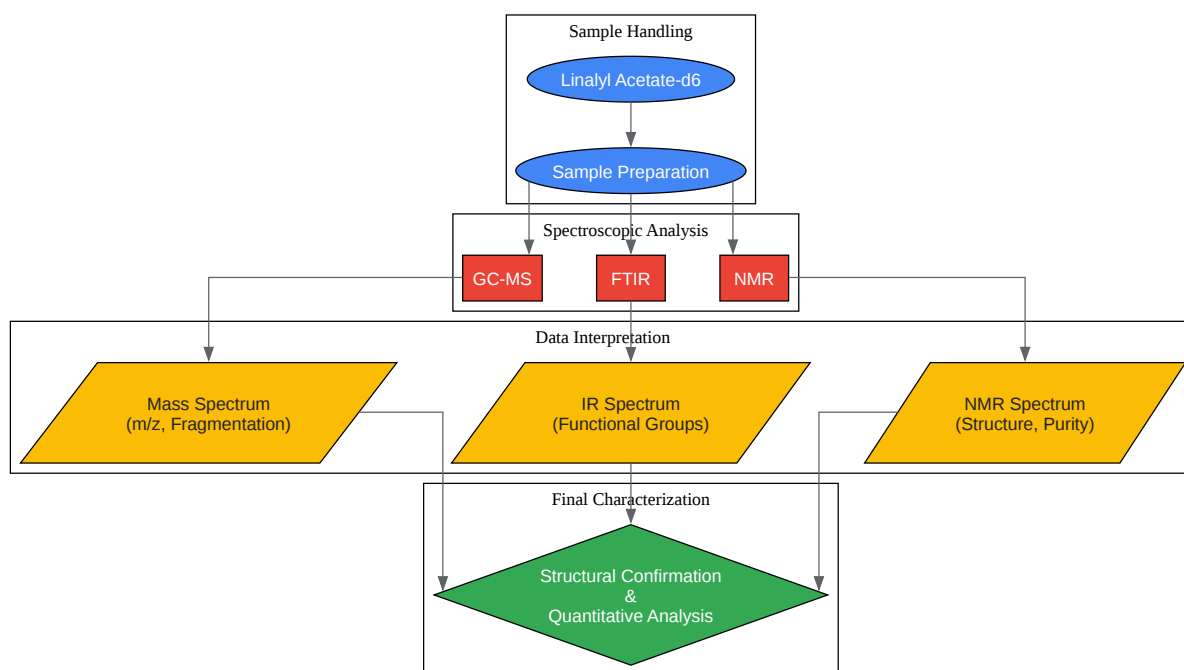 Sample Handling
Linalyl Acetate-d6
Sample Preparation
Spectroscopic Analysis
GC-MS
FTIR
NMR
Data Interpretation
Mass Spectrum
(m/z, Fragmentation)
IR Spectrum
(Functional Groups)
NMR Spectrum
(Structure, Purity)
Final Characterization
Structural Confirmation
&
Quantitative Analysis